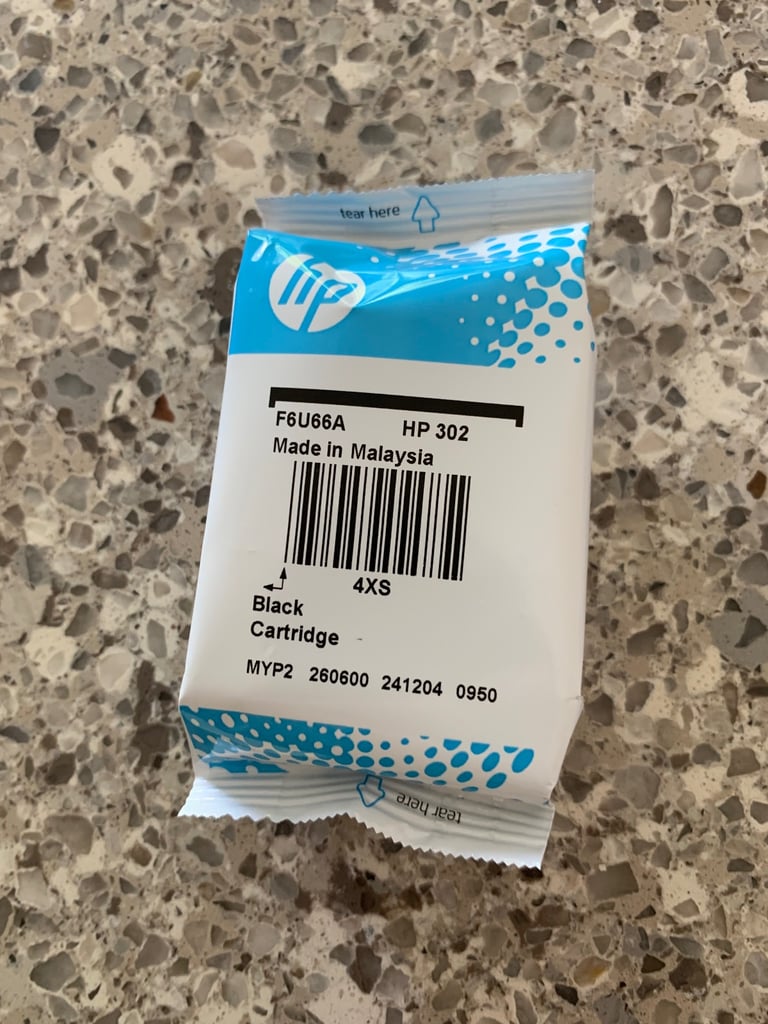 tear here
hp
F6U66A HP 302
Made in Malaysia
4XS
Black
Cartridge
MYP2 260600 241204 0950
tear here